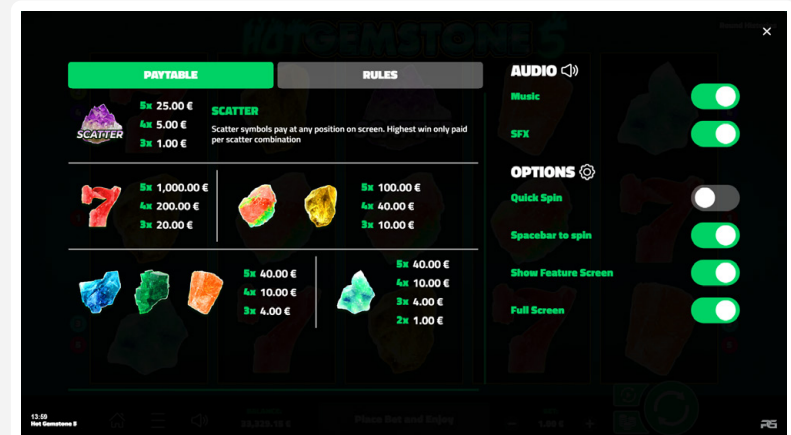 HOT GEMSTONE $
×
PAYTABLE
RULES
SCATTER
5x 25.00 €
4x 5.00 €
3x 1.00 €
SCATTER
Scatter symbols pay at any position on screen. Highest win only paid
per scatter combination
5x 1,000.00 €
4x 200.00 €
3x 20.00 €
5x 100.00 €
4x 40.00 €
3x 10.00 €
5x 40.00 €
4x 10.00 €
3x 4.00 €
5x 40.00 €
4x 10.00 €
3x 4.00 €
2x 1.00 €
AUDIO
Music
SFX
OPTIONS
Quick Spin
Spacebar to spin
Show Feature Screen
Full Screen
Place Bet and Enjoy
1.00 €
13:59
Hot Gemstone $